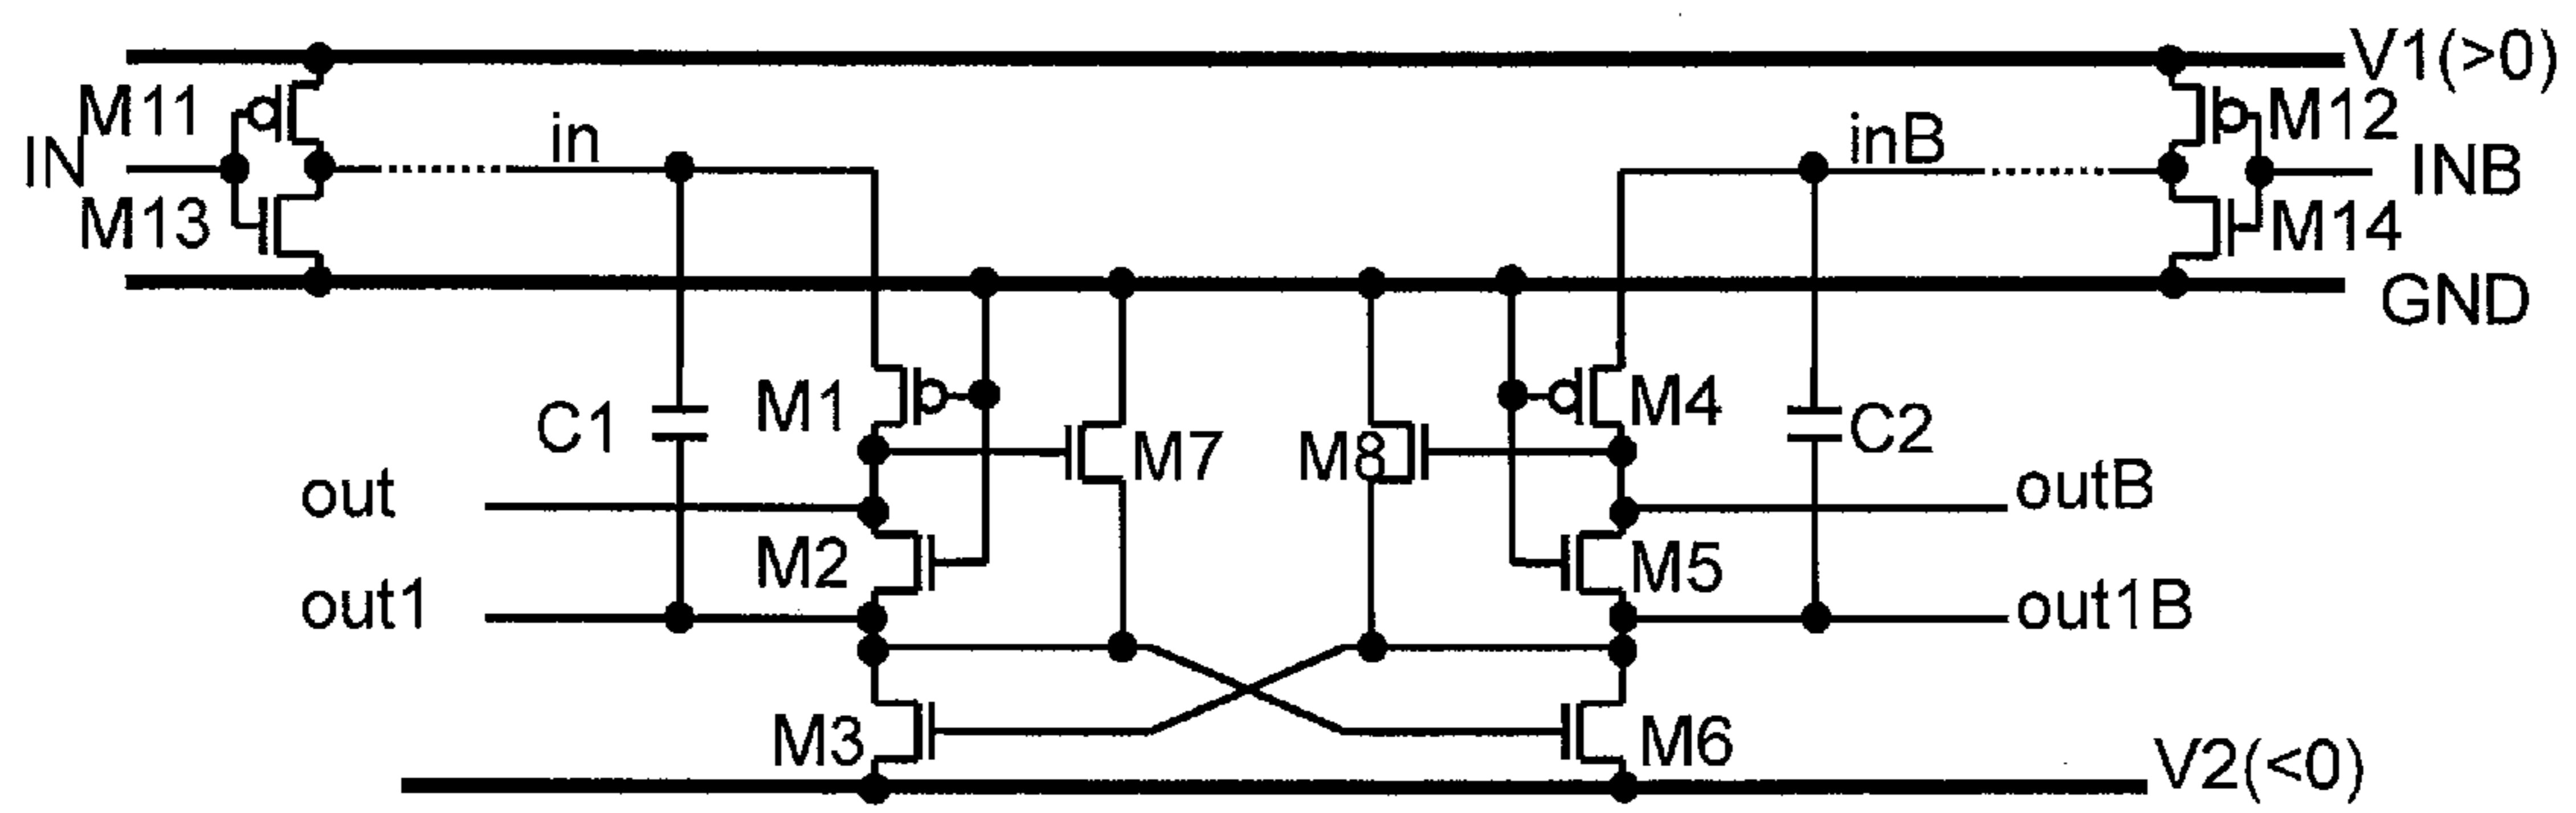 V1(>0)
M11
M12
in
inB
IN
INB
M13
M14
GND
M1
M4
C1
C2
M7
M8
out
outB
M2
M5
out1
out1B
M3
M6
V2(<0)